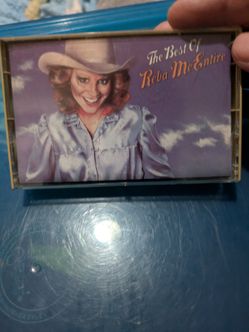 The Best Of
Reba McEntire